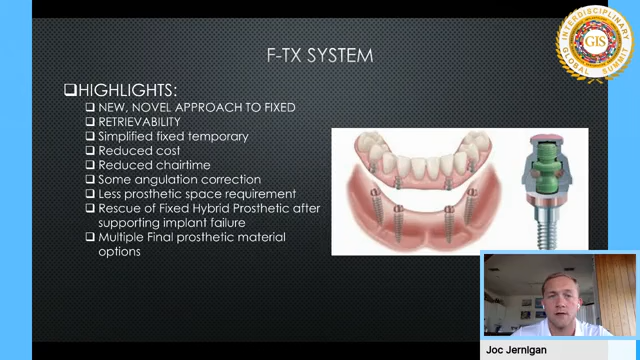 F-TX SYSTEM
HIGHLIGHTS:
NEW, NOVEL APPROACH TO FIXED
RETRIEVABILITY
Simplified fixed temporary
Reduced cost
Reduced chairtime
Some angulation correction
Less prosthetic space requirement
Rescue of Fixed Hybrid Prosthetic after
supporting implant failure
Multiple Final prosthetic material
options
INTERDISCIPLINARY
GIS
GLOBAL SUMMIT
Joc Jernigan